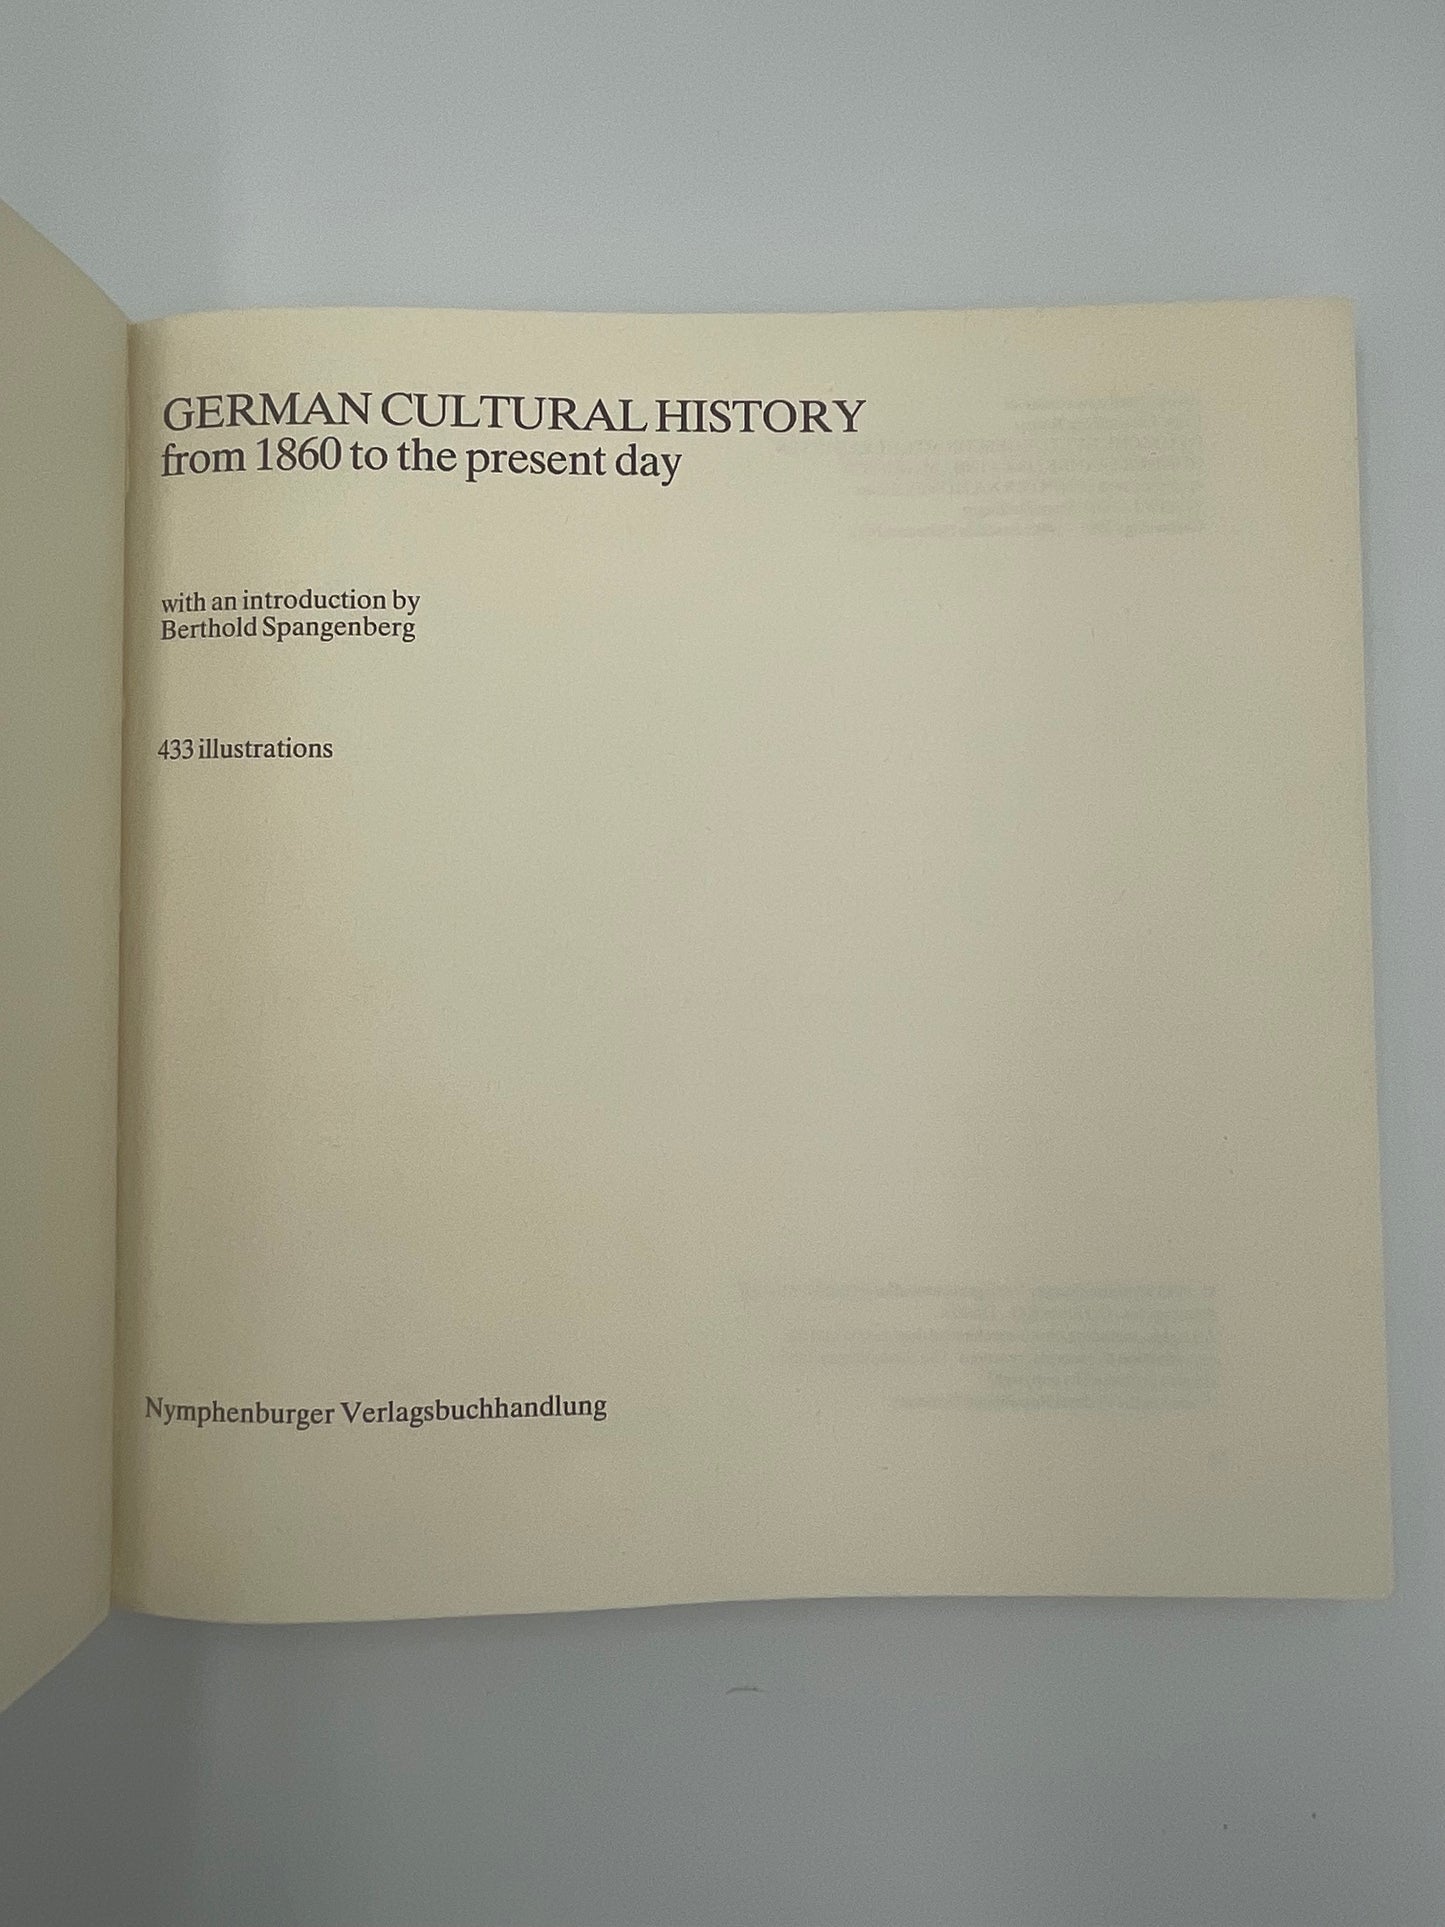 GERMAN CULTURAL HISTORY
from 1860 to the present day
with an introduction by
Berthold Spangenberg
433 illustrations
Nymphenburger Verlagsbuchhandlung